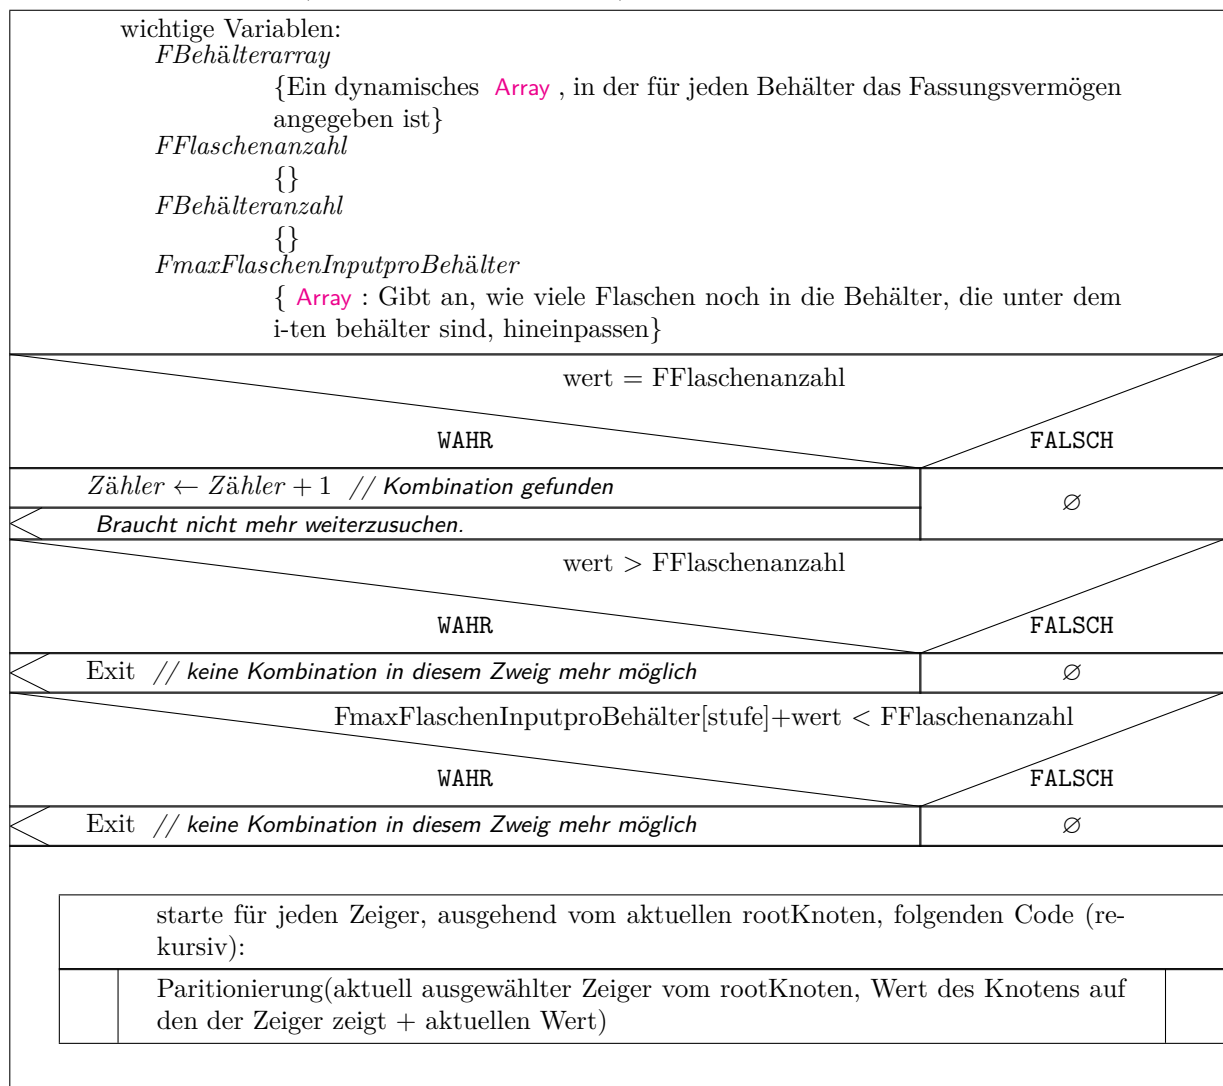 wichtige Variablen:
FBehälterarray
{Ein dynamisches Array , in der für jeden Behälter das Fassungsvermögen
angegeben ist}
FFlaschenanzahl
{}
FBehälteranzahl
{}
FmaxFlaschenInputproBehälter
{ Array : Gibt an, wie viele Flaschen noch in die Behälter, die unter dem
i-ten behälter sind, hineinpassen}
wert = FFlaschenanzahl
WAHR FALSCH
Zähler ← Zähler + 1 // Kombination gefunden
∅
Braucht nicht mehr weiterzusuchen.
wert > FFlaschenanzahl
WAHR FALSCH
Exit // keine Kombination in diesem Zweig mehr möglich ∅
FmaxFlaschenInputproBehälter[stufe]+wert < FFlaschenanzahl
WAHR FALSCH
Exit // keine Kombination in diesem Zweig mehr möglich ∅
starte für jeden Zeiger, ausgehend vom aktuellen rootKnoten, folgenden Code (re-
kursiv):
Paritionierung(aktuell ausgewählter Zeiger vom rootKnoten, Wert des Knotens auf
den der Zeiger zeigt + aktuellen Wert)